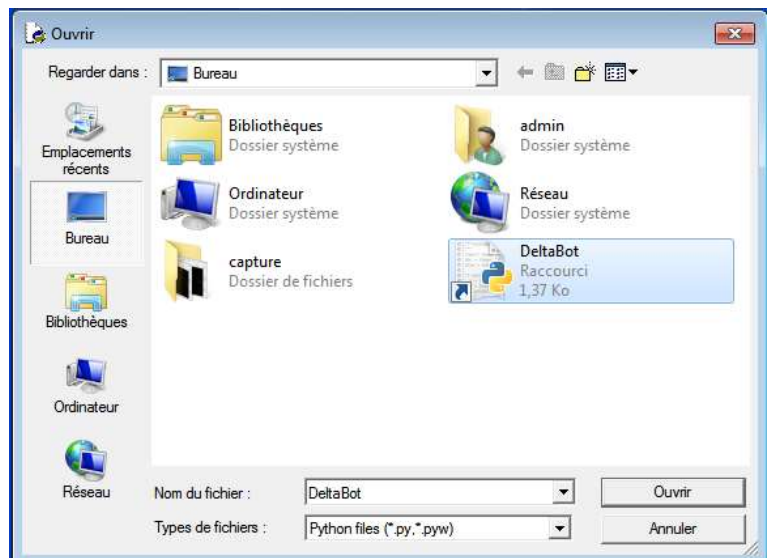 Ouvrir
Regarder dans :
Bureau
Emplacements
récents
Bureau
Bibliothèques
Ordinateur
Réseau
Bibliothèques
Dossier système
admin
Dossier système
Ordinateur
Dossier système
Réseau
Dossier système
capture
Dossier de fichiers
DeltaBot
Raccourci
1,37 Ko
Nom du fichier :
DeltaBot
Ouvrir
Types de fichiers :
Python files (*.py,*.pyw)
Annuler